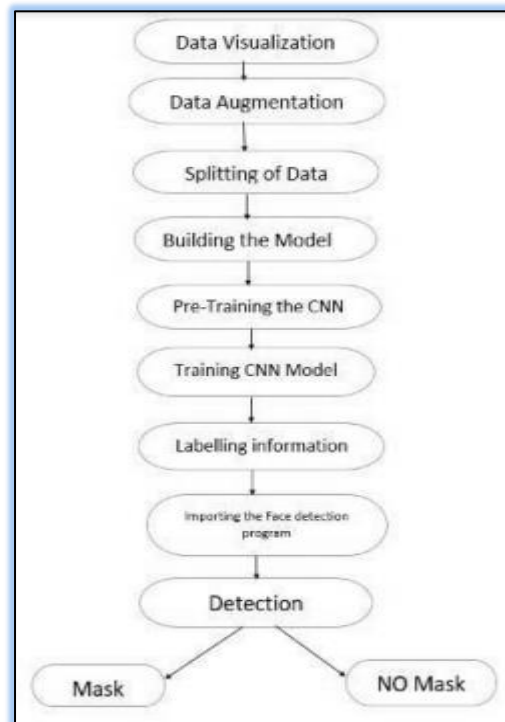 Data Visualization
Data Augmentation
Splitting of Data
Building the Model
Pre-Training the CNN
Training CNN Model
Labelling information
Importing the Face detection
program
Detection
Mask
NO Mask